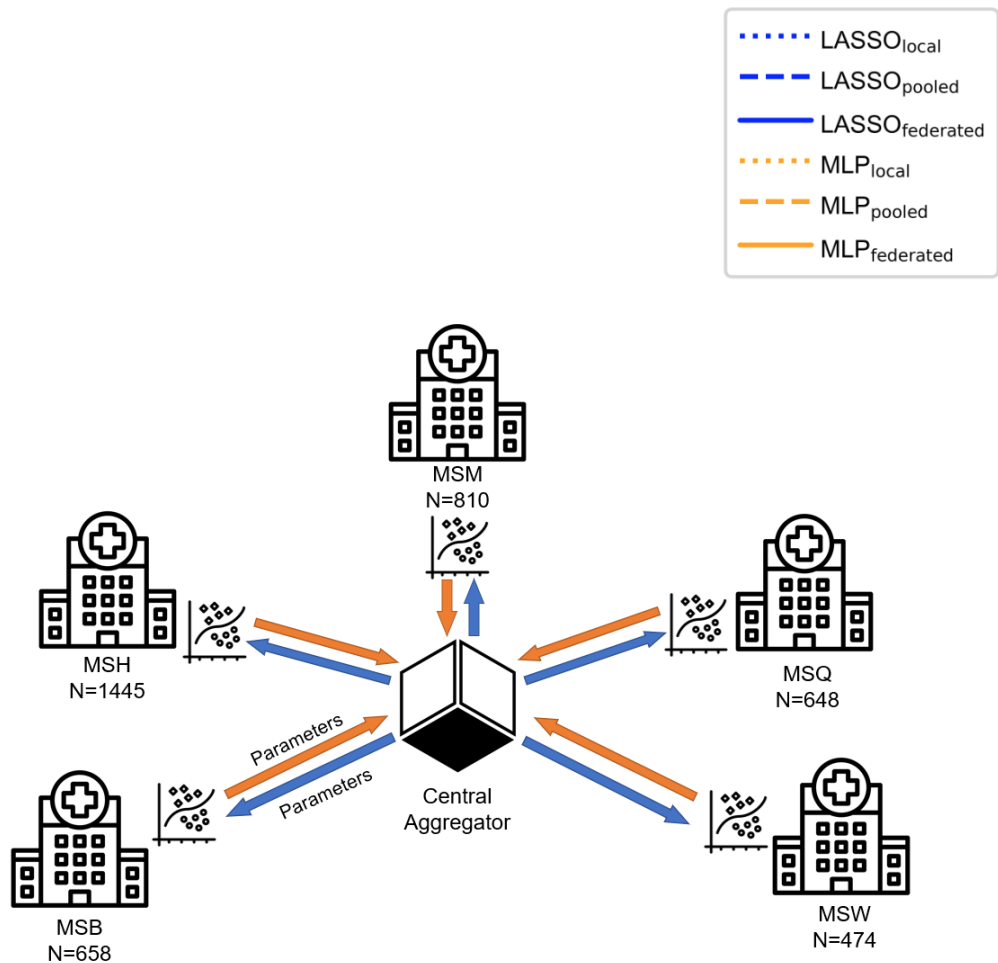 LASSOlocal
LASSOpooled
LASSOfederated
MLPlocal
MLPpooled
MLPfederated
MSM
N=810
MSH
N=1445
MSQ
N=648
Parameters
Parameters
Central
Aggregator
MSB
N=658
MSW
N=474